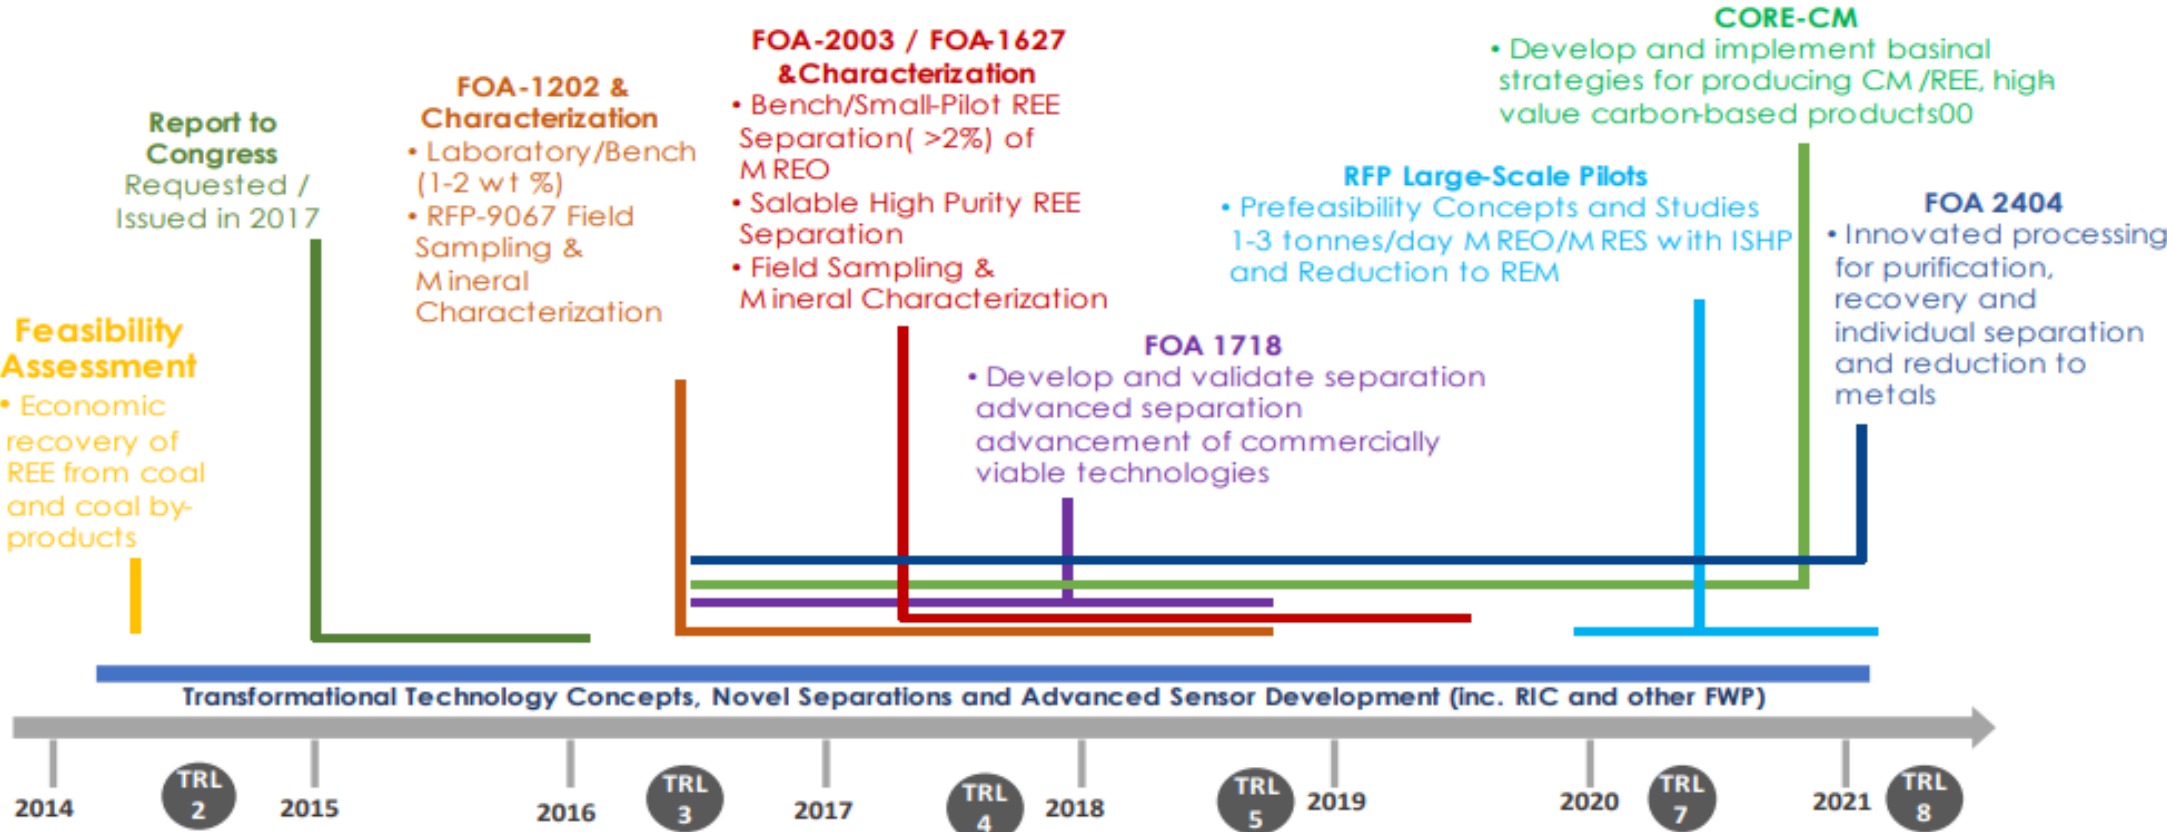 Feasibility
Assessment
• Economic
recovery of
REE from coal
and coal by-
products
Report to
Congress
Requested /
Issued in 2017
FOA-1202 &
Characterization
• Laboratory/Bench
(1-2 wt %)
• RFP-9067 Field
Sampling &
Mineral
Characterization
FOA-2003 / FOA-1627
&Characterization
• Bench/Small-Pilot REE
Separation( >2%) of
MREO
• Salable High Purity REE
Separation
• Field Sampling &
Mineral Characterization
FOA 1718
• Develop and validate separation
advanced separation
advancement of commercially
viable technologies
RFP Large-Scale Pilots
• Prefeasibility Concepts and Studies
1-3 tonnes/day MREO/MRES with ISHP
and Reduction to REM
CORE-CM
• Develop and implement basinal
strategies for producing CM/REE, high-
value carbon-based products00
FOA 2404
• Innovated processing
for purification,
recovery and
individual separation
and reduction to
metals
Transformational Technology Concepts, Novel Separations and Advanced Sensor Development (inc. RIC and other FWP)
2014
TRL
2
2015
2016
TRL
3
2017
TRL
4
2018
TRL
5
2019
2020
TRL
7
2021
TRL
8